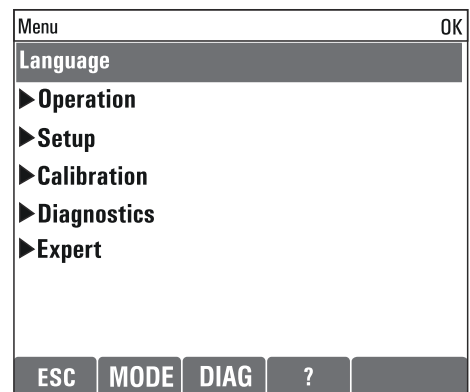 Menu OK
Language
▶Operation
▶Setup
▶Calibration
▶Diagnostics
▶Expert
ESC MODE DIAG ?